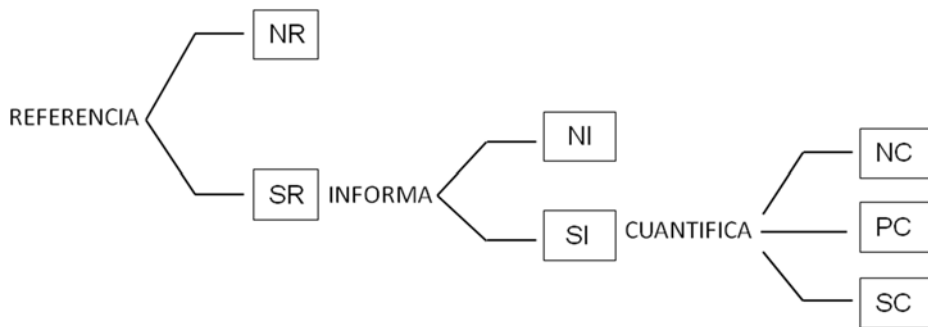 NR
REFERENCIA
SR
INFORMA
NI
SI
CUANTIFICA
NC
PC
SC